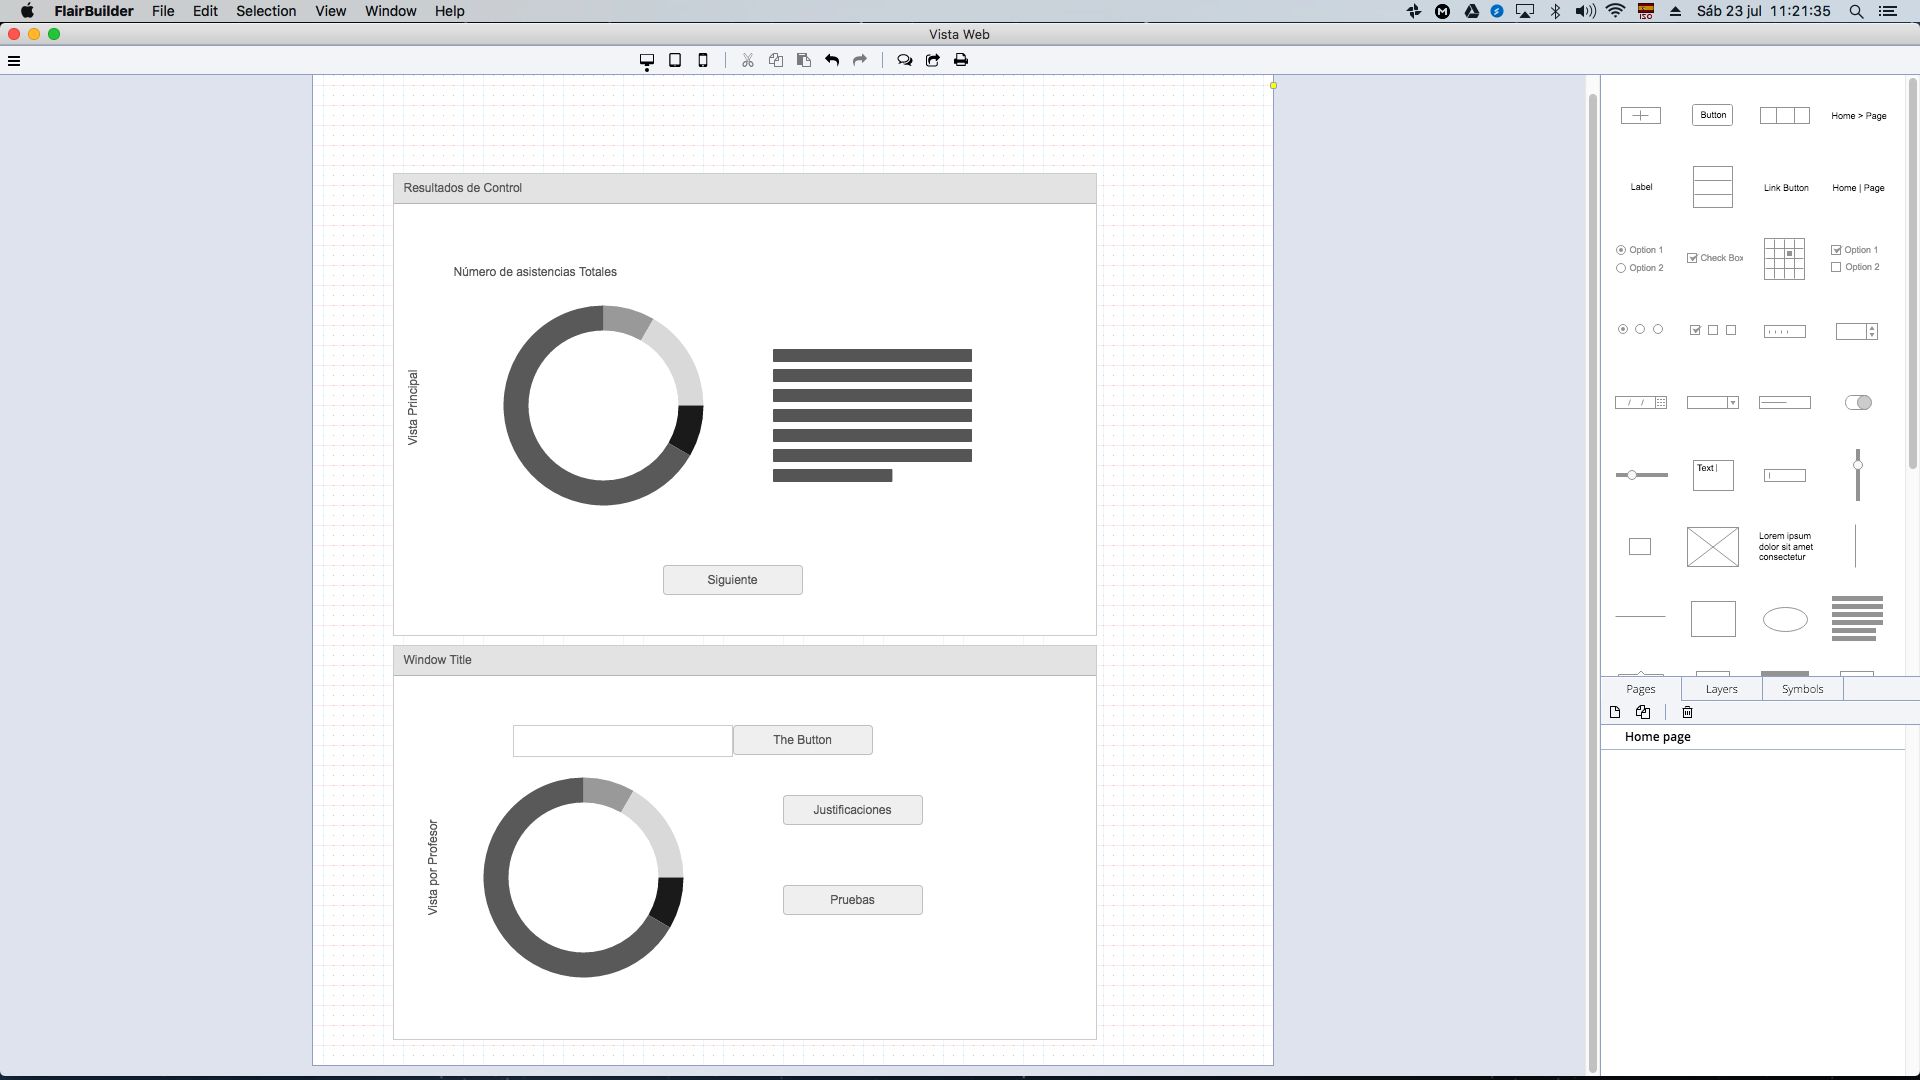 FlairBuilder File Edit Selection View Window Help
ISO
Sáb 23 jul 11:21:35
Vista Web
Resultados de Control
Número de asistencias Totales
Vista Principal
Siguiente
Window Title
The Button
Justificaciones
Vista por Profesor
Pruebas
Button
Home > Page
Label
Link Button
Home | Page
Option 1
Option 2
Check Box
Option 1
Option 2
/ /
Text
Lorem ipsum
dolor sit amet
consectetur
Pages Layers Symbols
Home page